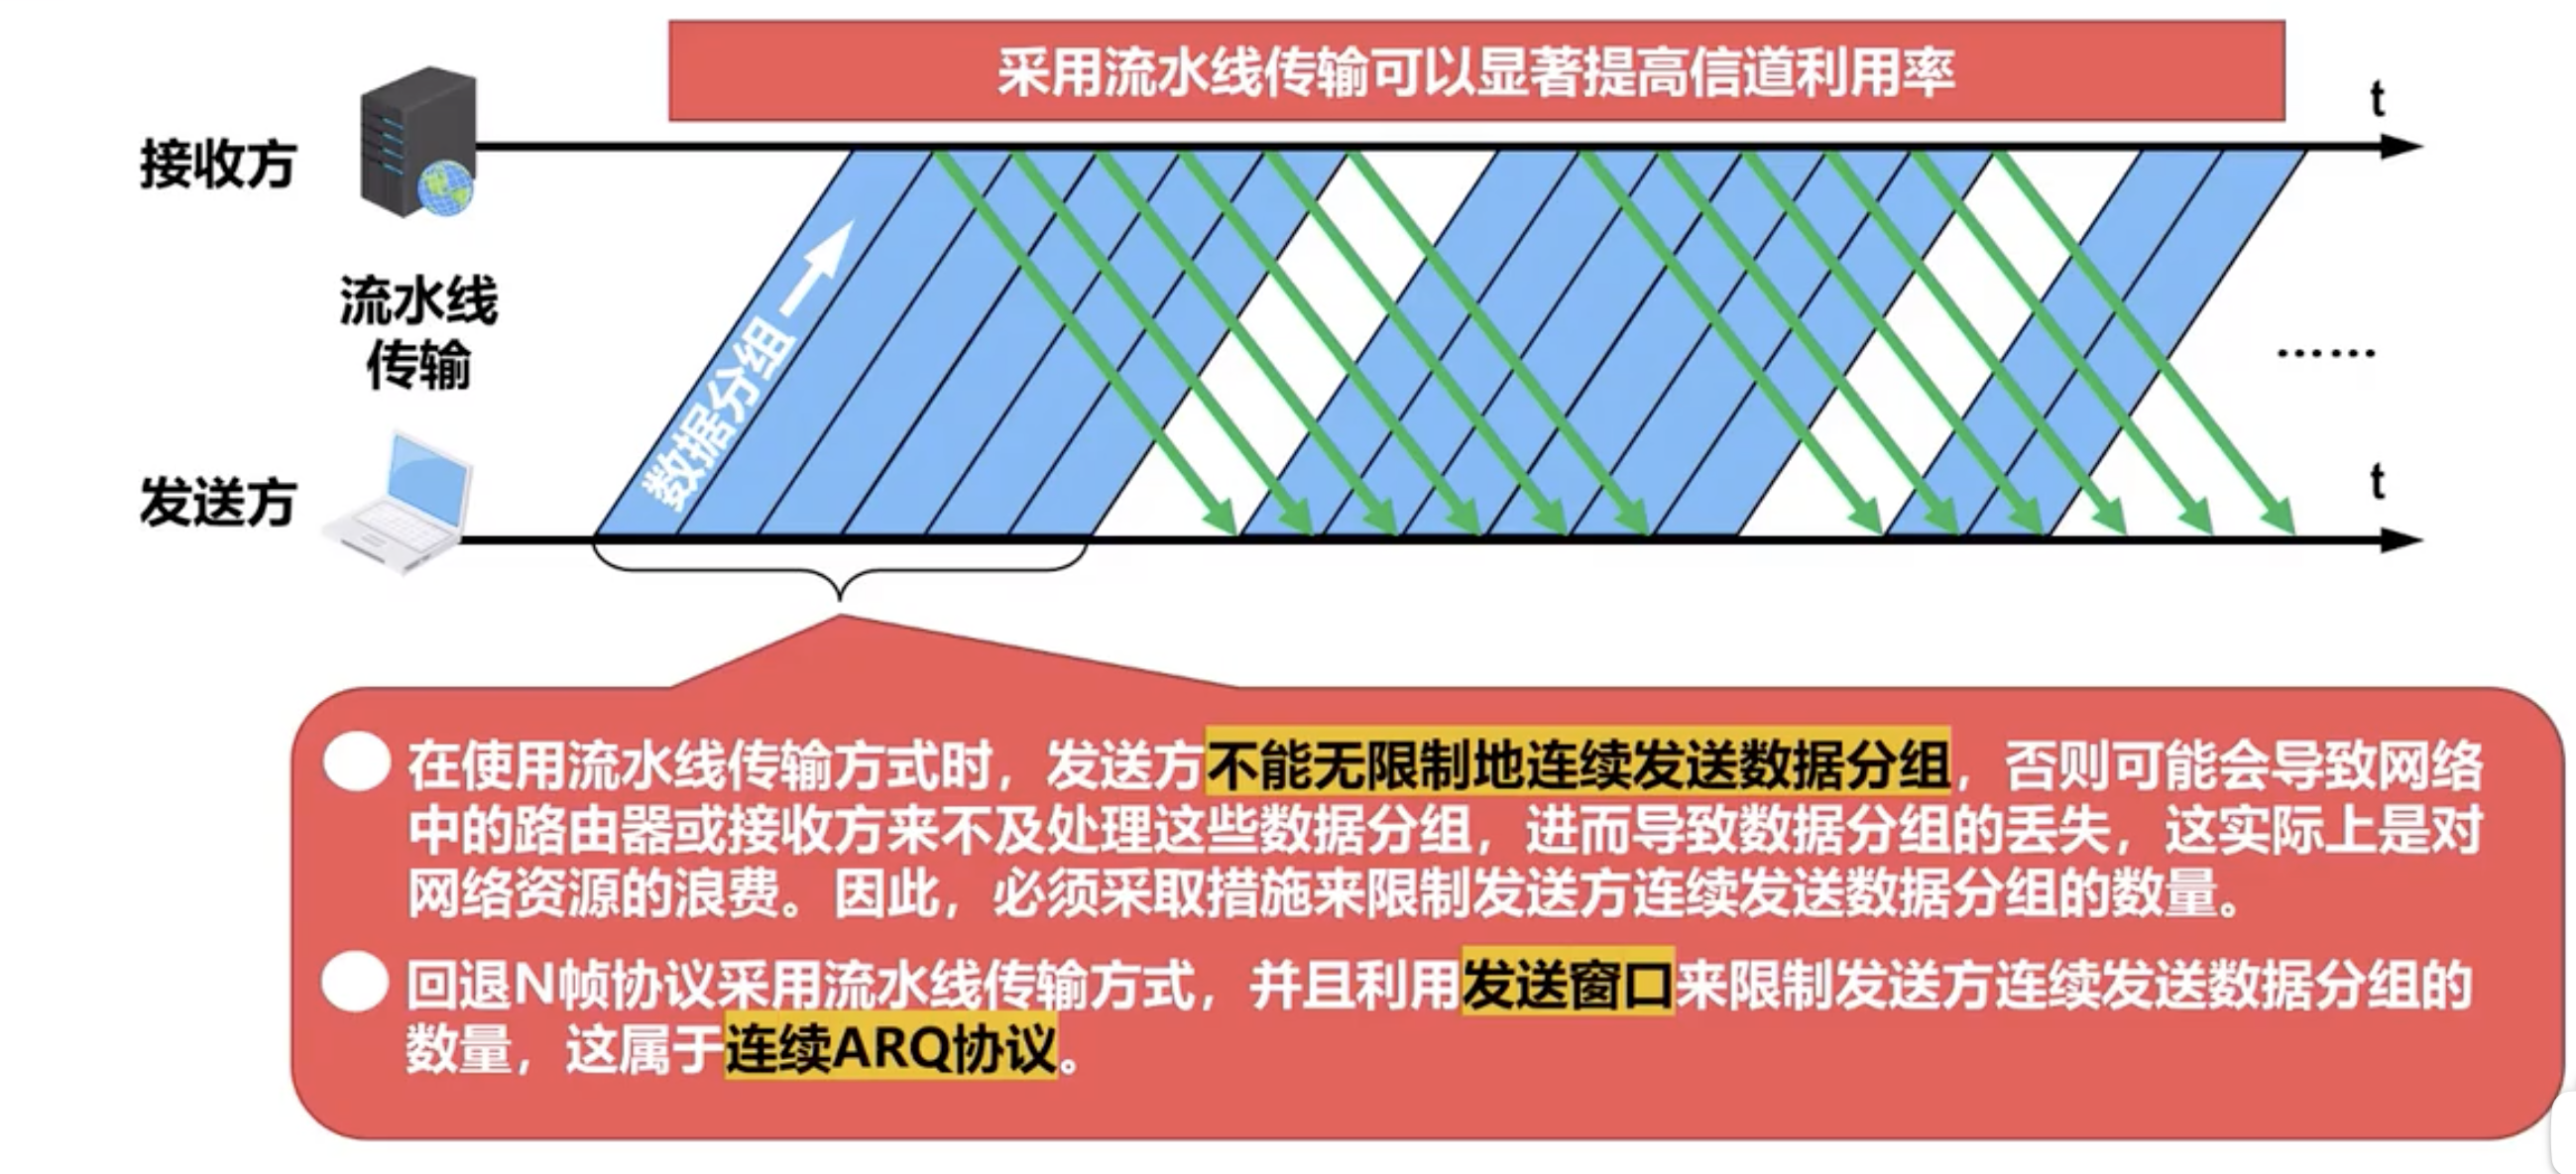 采用流水线传输可以显著提高信道利用率
t
接收方
流水线
传输
数据分组
……
发送方
t
在使用流水线传输方式时，发送方不能无限制地连续发送数据分组，否则可能会导致网络
中的路由器或接收方来不及处理这些数据分组，进而导致数据分组的丢失，这实际上是对
网络资源的浪费。因此，必须采取措施来限制发送方连续发送数据分组的数量。
回退N帧协议采用流水线传输方式，并且利用发送窗口来限制发送方连续发送数据分组的
数量，这属于连续ARQ协议。